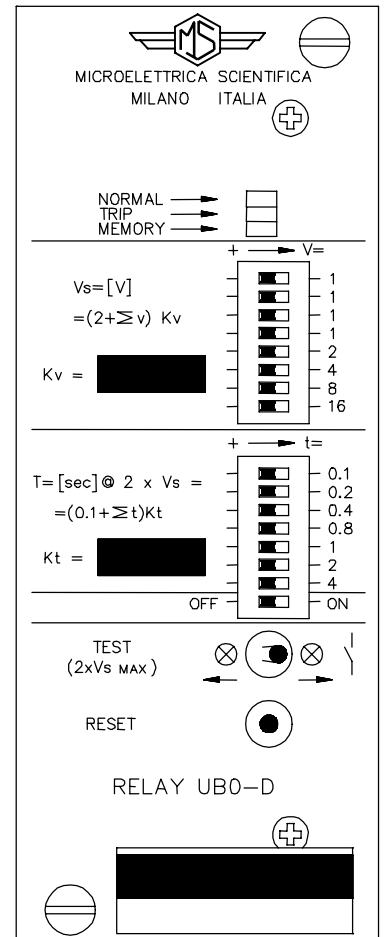 MS
MICROELETTRICA SCIENTIFICA
MILANO ITALIA
NORMAL
TRIP
MEMORY
+ V=
Vs=[V]
=(2+Σv) Kv
Kv =
1
1
1
1
2
4
8
16
+ t=
T=[sec]@ 2 x Vs =
=(0.1+Σt)Kt
Kt =
0.1
0.2
0.4
0.8
1
2
4
OFF ON
TEST
(2xVs MAX)
RESET
RELAY UB0-D